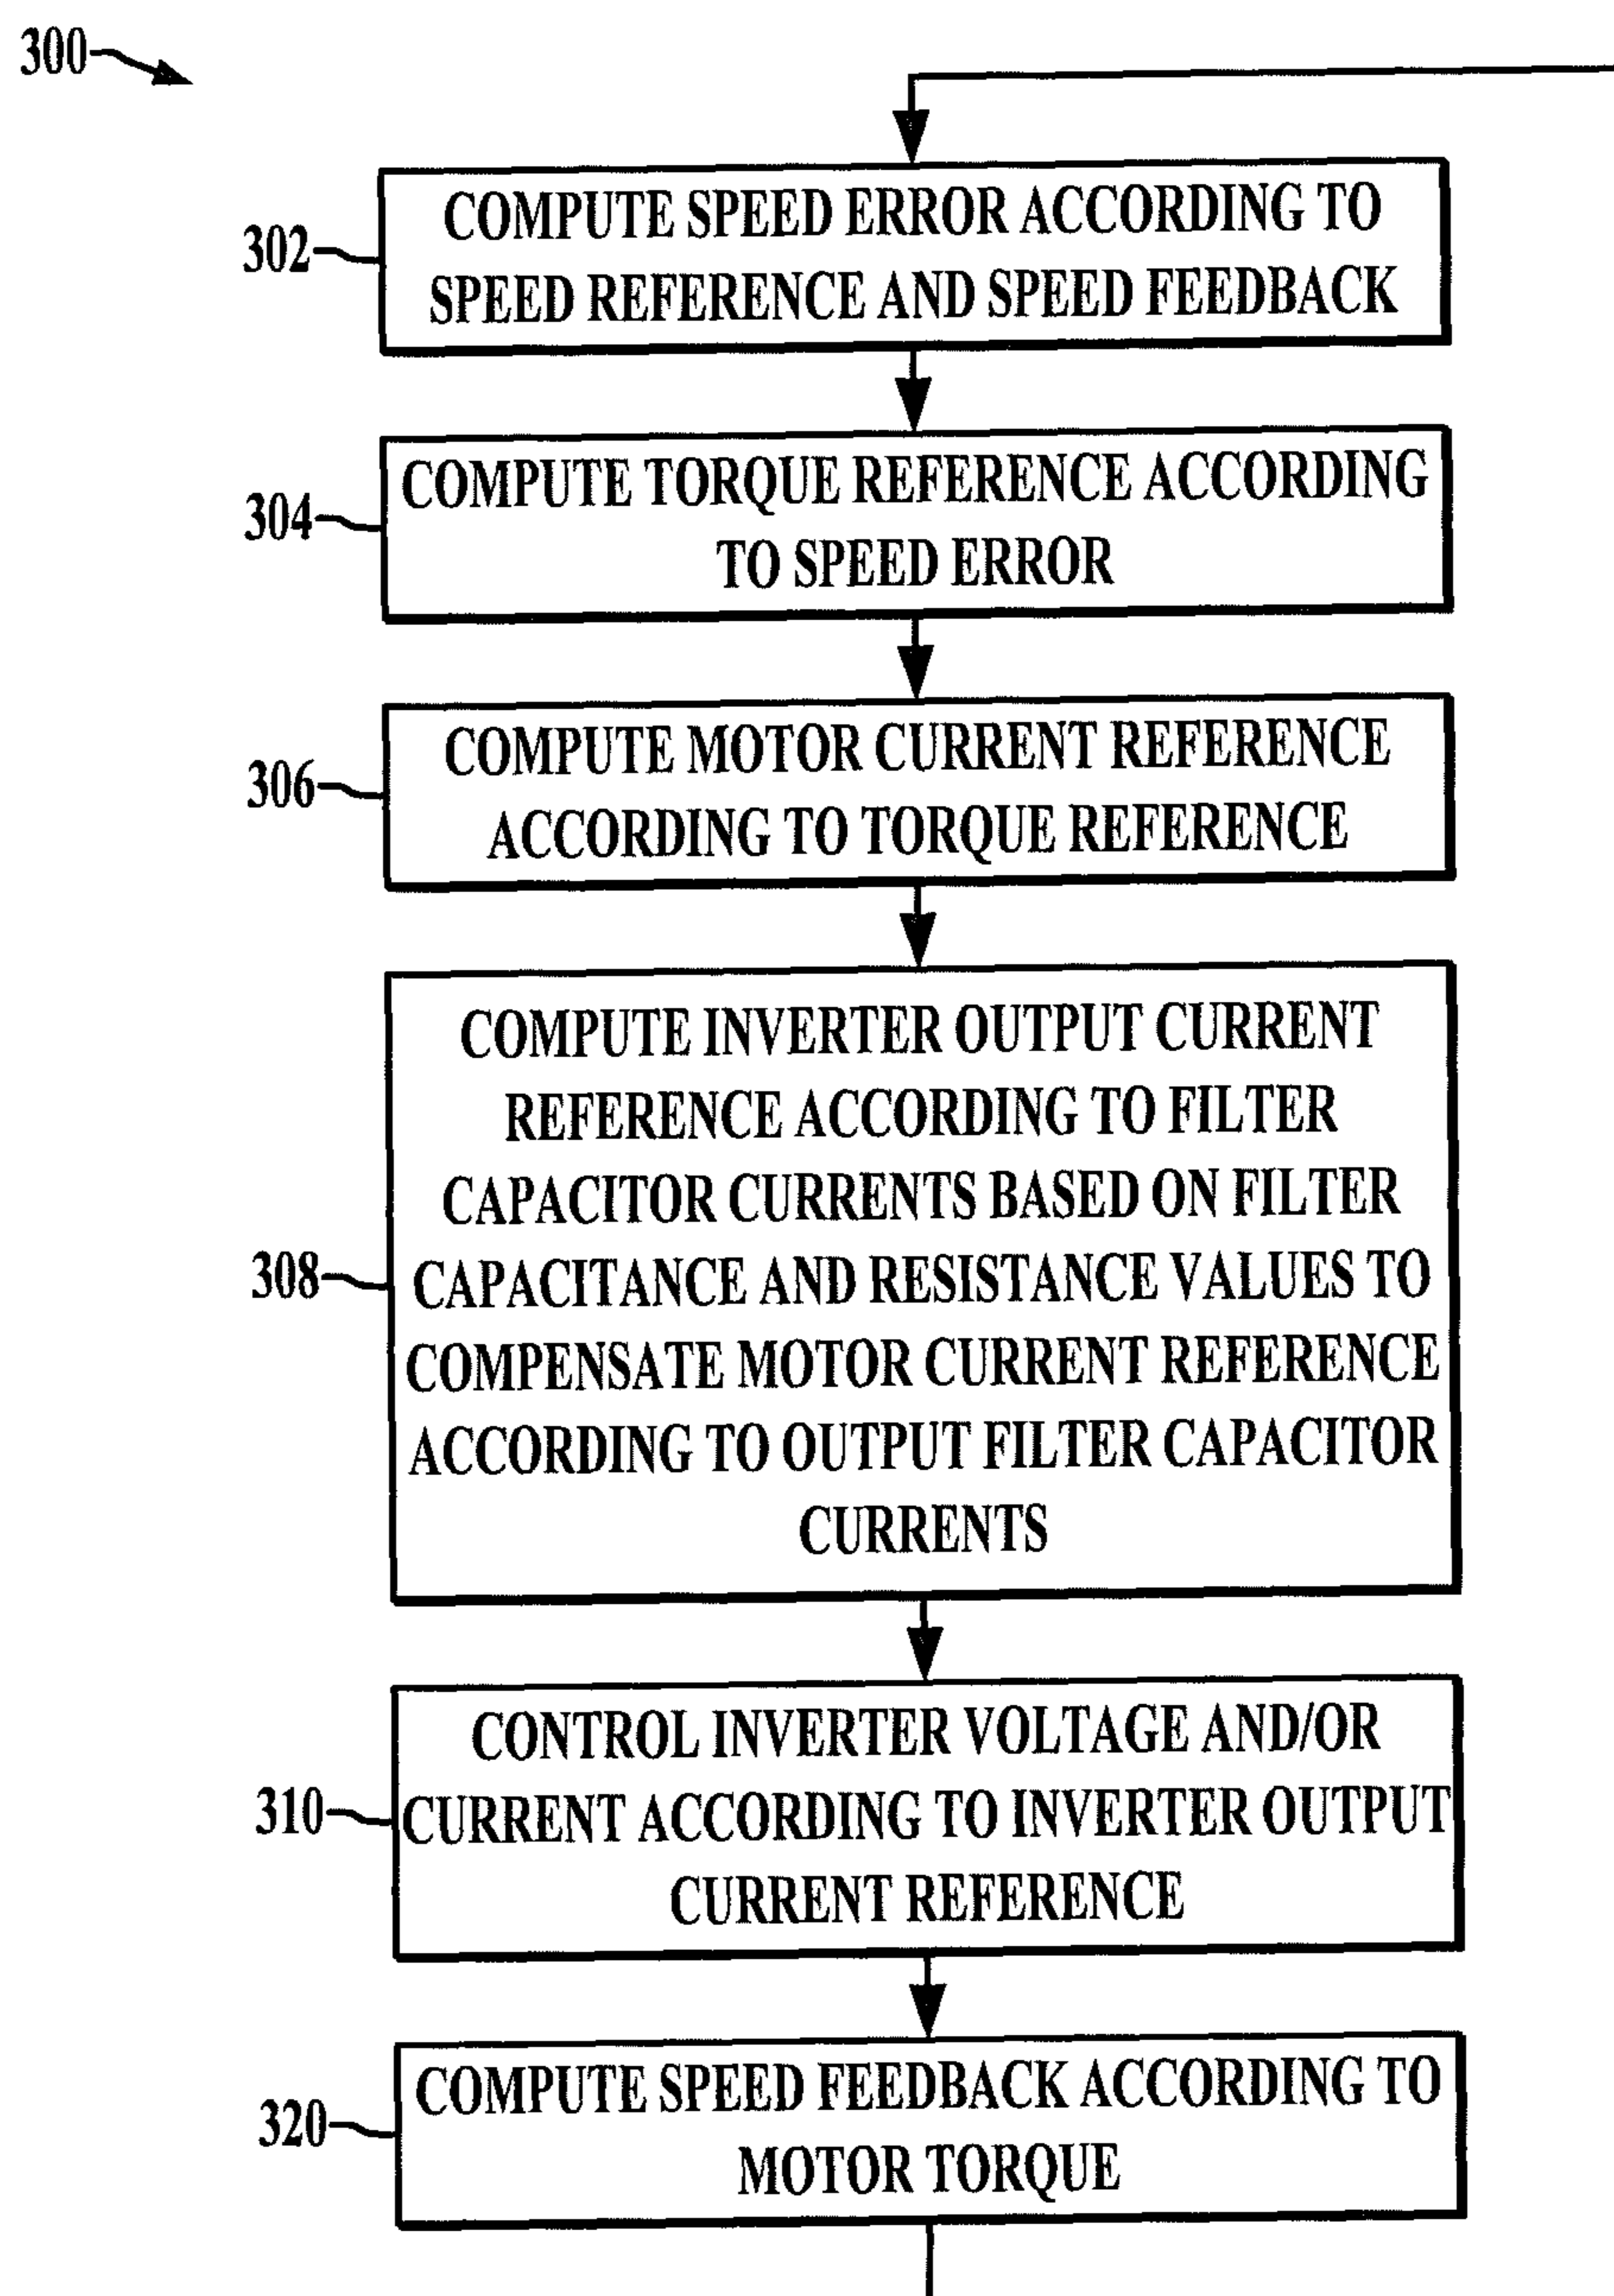 300
302
COMPUTE SPEED ERROR ACCORDING TO
SPEED REFERENCE AND SPEED FEEDBACK
304
COMPUTE TORQUE REFERENCE ACCORDING
TO SPEED ERROR
306
COMPUTE MOTOR CURRENT REFERENCE
ACCORDING TO TORQUE REFERENCE
308
COMPUTE INVERTER OUTPUT CURRENT
REFERENCE ACCORDING TO FILTER
CAPACITOR CURRENTS BASED ON FILTER
CAPACITANCE AND RESISTANCE VALUES TO
COMPENSATE MOTOR CURRENT REFERENCE
ACCORDING TO OUTPUT FILTER CAPACITOR
CURRENTS
310
CONTROL INVERTER VOLTAGE AND/OR
CURRENT ACCORDING TO INVERTER OUTPUT
CURRENT REFERENCE
320
COMPUTE SPEED FEEDBACK ACCORDING TO
MOTOR TORQUE